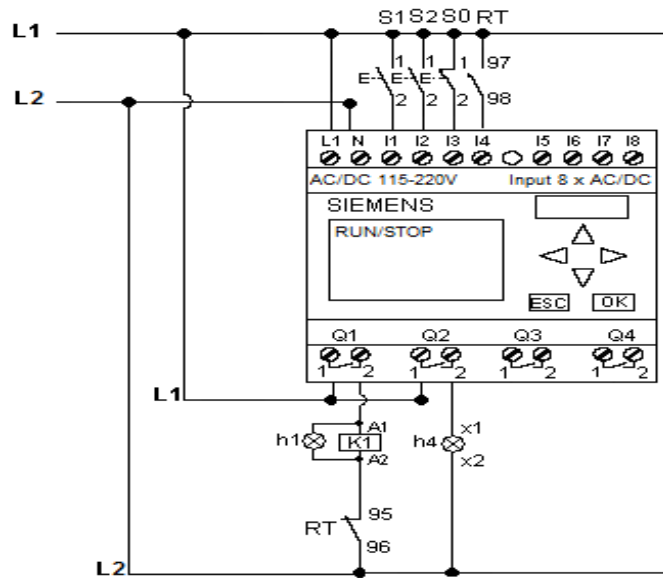 S1 S2 S0 RT
L1
1 1 1 97
E E E
2 2 2 98
L2
L1 N I1 I2 I3 I4 I5 I6 I7 I8
AC/DC 115-220V Input 8 x AC/DC
SIEMENS
RUN/STOP
ESC OK
Q1 Q2 Q3 Q4
1 2 1 2 1 2 1 2
L1
A1 x1
h1 K1 h4
A2 x2
95
RT
96
L2